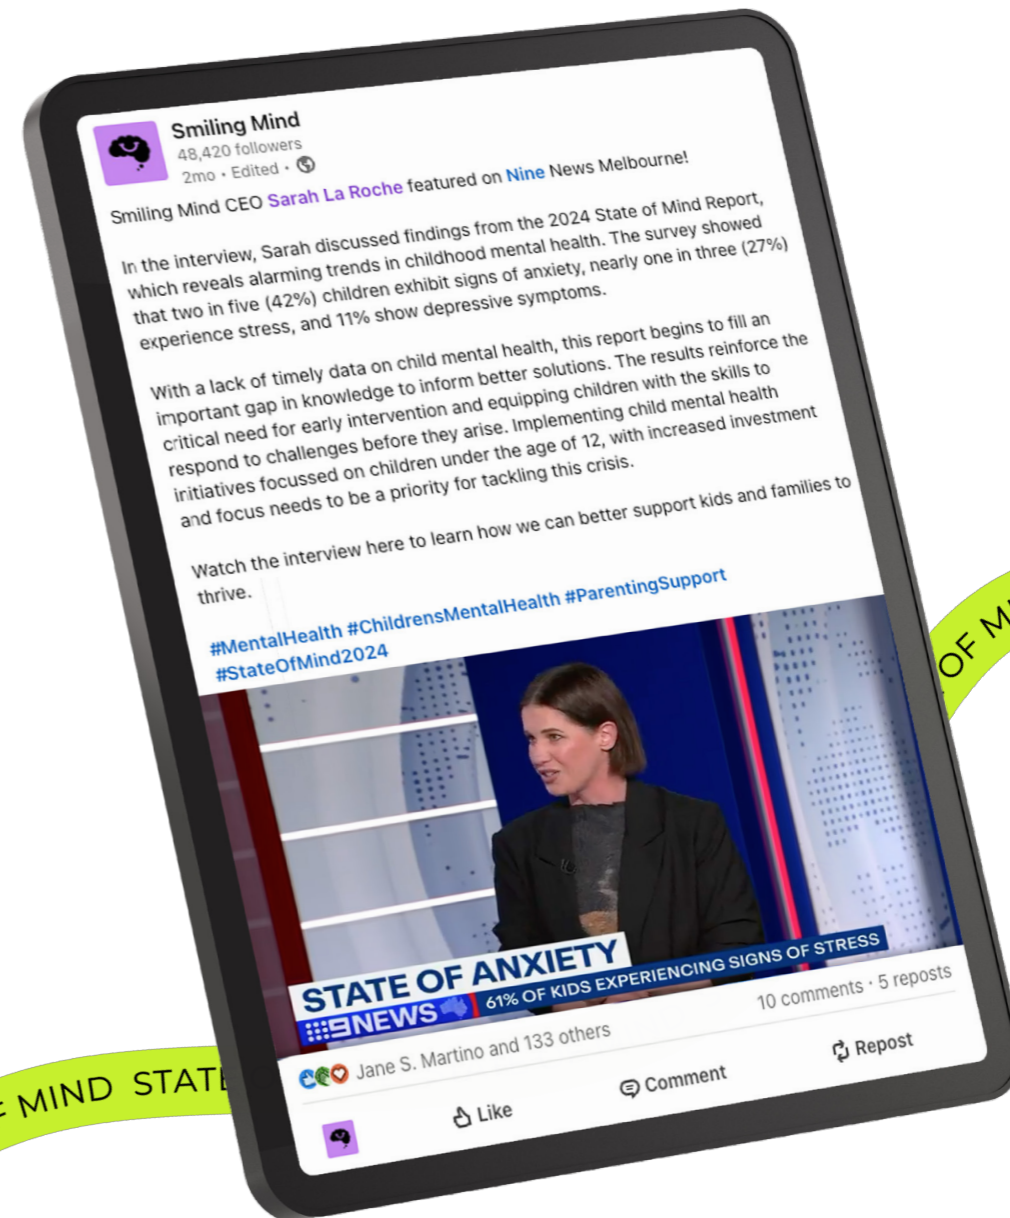 Smiling Mind
48,420 followers
2mo • Edited •
Smiling Mind CEO Sarah La Roche featured on Nine News Melbourne!
In the interview, Sarah discussed findings from the 2024 State of Mind Report,
which reveals alarming trends in childhood mental health. The survey showed
that two in five (42%) children exhibit signs of anxiety, nearly one in three (27%)
experience stress, and 11% show depressive symptoms.
With a lack of timely data on child mental health, this report begins to fill an
important gap in knowledge to inform better solutions. The results reinforce the
critical need for early intervention and equipping children with the skills to
respond to challenges before they arise. Implementing child mental health
initiatives focussed on children under the age of 12, with increased investment
and focus needs to be a priority for tackling this crisis.
Watch the interview here to learn how we can better support kids and families to
thrive.
#MentalHealth #ChildrensMentalHealth #ParentingSupport
#StateOfMind2024
OF M
STATE OF ANXIETY
9NEWS 61% OF KIDS EXPERIENCING SIGNS OF STRESS
Jane S. Martino and 133 others 10 comments · 5 reposts
Like Comment Repost
MIND STATE